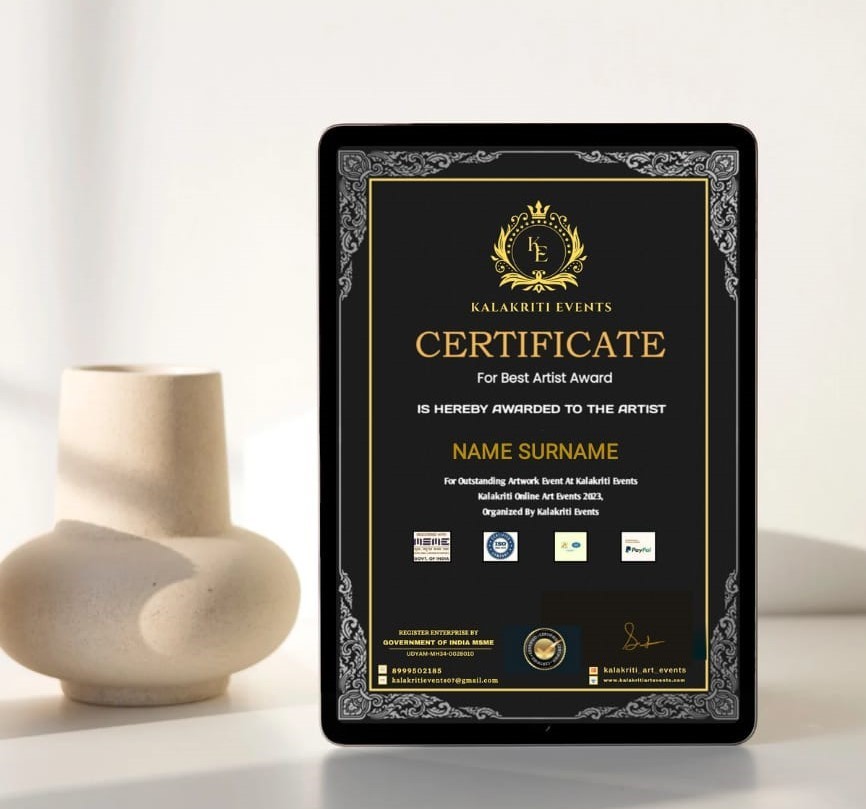 KE
KALAKRITI EVENTS
CERTIFICATE
For Best Artist Award
IS HEREBY AWARDED TO THE ARTIST
NAME SURNAME
For Outstanding Artwork Event At Kalakriti Events
Kalakriti Online Art Events 2023,
Organized By Kalakriti Events
MSME
GOVT. OF INDIA
ISO
PayPal
REGISTER ENTERPRISE BY
GOVERNMENT OF INDIA MSME
UDYAM-MH34-0028010
8999502185
kalakritievents07@gmail.com
kalakriti_art_events
www.kalakritiartevents.com